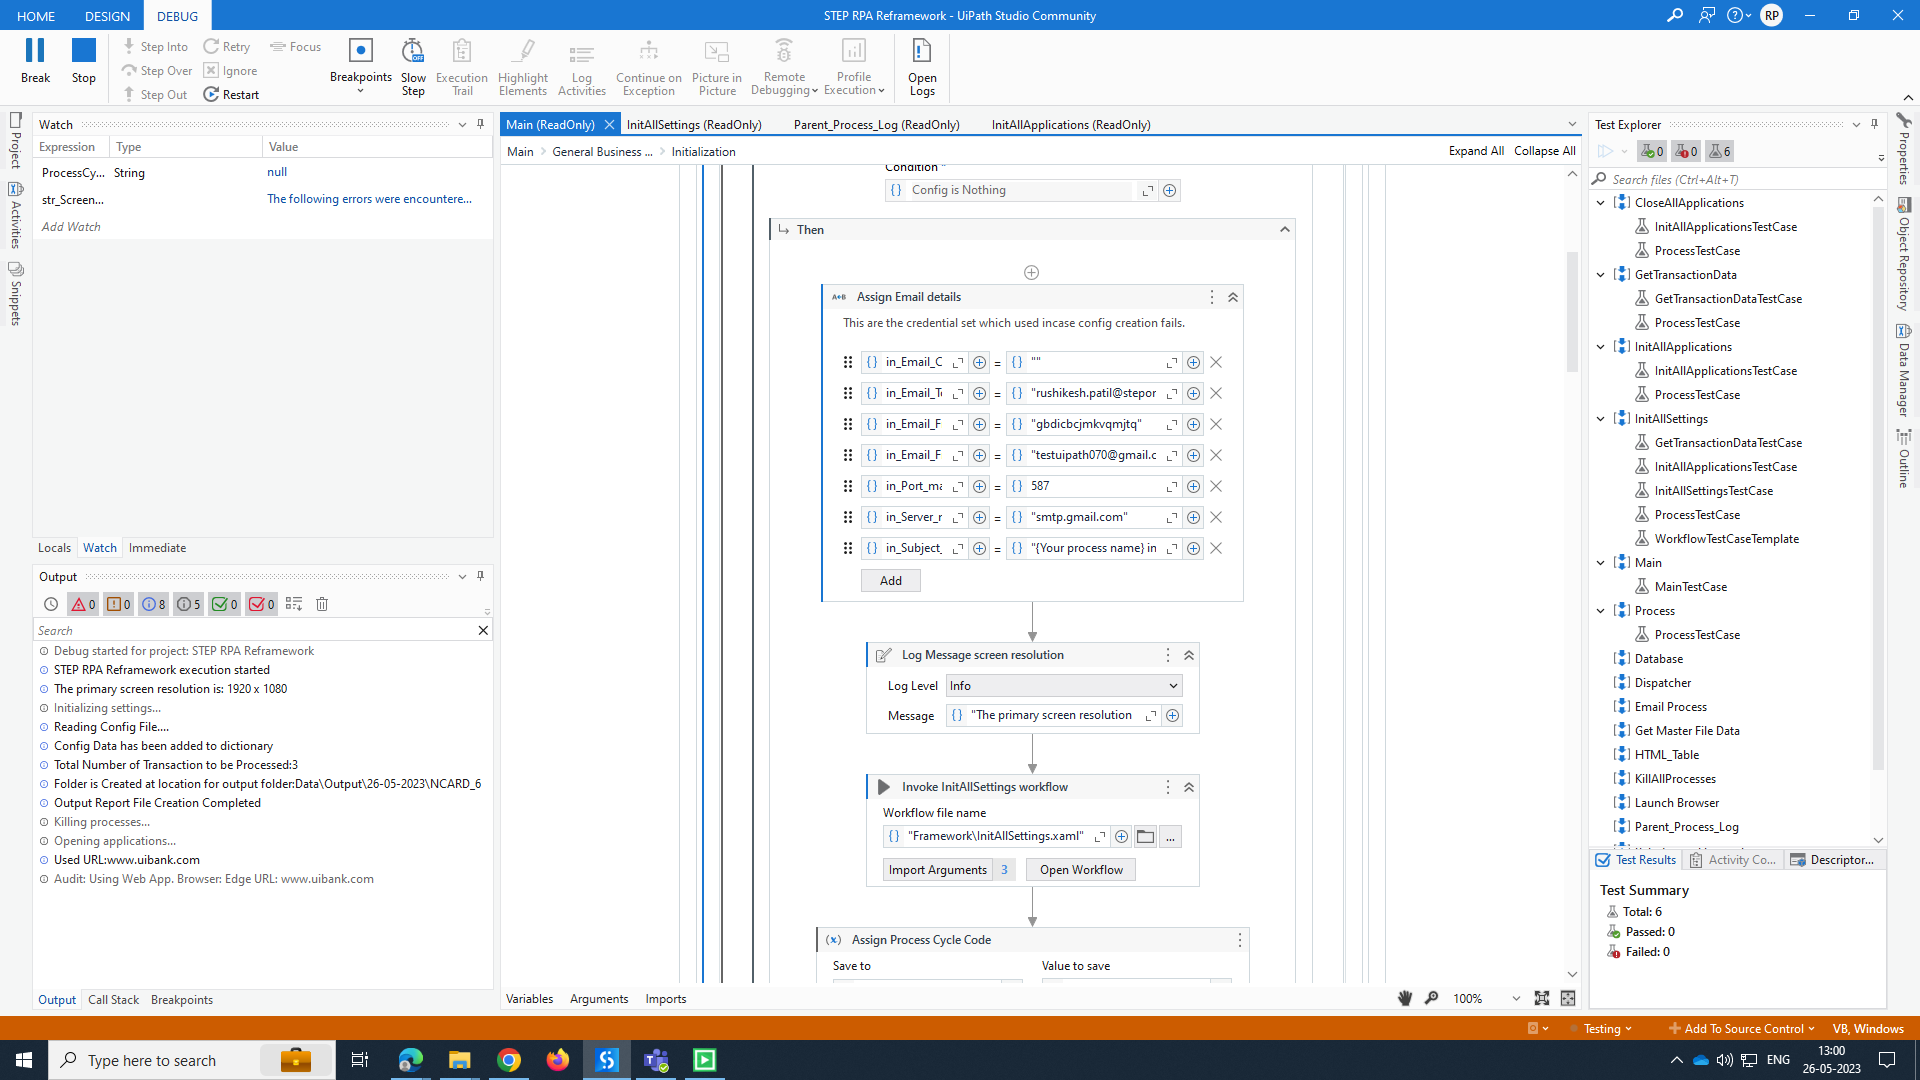 HOME DESIGN DEBUG STEP RPA Reframework - UiPath Studio Community RP
Break Stop Step Into Step Over Step Out Retry Ignore Restart Focus
Breakpoints Slow Step Execution Trail Highlight Elements Log Activities Continue on Exception Picture in Picture Remote Debugging Profile Execution Open Logs
Project
Activities
Snippets
Watch
Expression Type Value
ProcessCy... String null
str_Screen... The following errors were encountere...
Add Watch
Locals Watch Immediate
Output
0 0 8 5 0 0
Search
Debug started for project: STEP RPA Reframework
STEP RPA Reframework execution started
The primary screen resolution is: 1920 x 1080
Initializing settings...
Reading Config File....
Config Data has been added to dictionary
Total Number of Transaction to be Processed:3
Folder is Created at location for output folder:Data\Output\26-05-2023\NCARD_6
Output Report File Creation Completed
Killing processes...
Opening applications...
Used URL:www.uibank.com
Audit: Using Web App. Browser: Edge URL: www.uibank.com
Output Call Stack Breakpoints
Main (ReadOnly) InitAllSettings (ReadOnly) Parent_Process_Log (ReadOnly) InitAllApplications (ReadOnly)
Main General Business ... Initialization Expand All Collapse All
Condition *
Config is Nothing
Then
A+B Assign Email details
This are the credential set which used incase config creation fails.
in_Email_C = ""
in_Email_T = "rushikesh.patil@stepor
in_Email_F = "gbdicbcjmkvqmjtq"
in_Email_F = "testuipath070@gmail.c
in_Port_ma = 587
in_Server_r = "smtp.gmail.com"
in_Subject_ = "{Your process name} in
Add
Log Message screen resolution
Log Level Info
Message "The primary screen resolution
Invoke InitAllSettings workflow
Workflow file name
"Framework\InitAllSettings.xaml" ...
Import Arguments 3 Open Workflow
(x) Assign Process Cycle Code
Save to Value to save
Variables Arguments Imports 100%
Test Explorer
0 0 6
Search files (Ctrl+Alt+T)
CloseAllApplications
InitAllApplicationsTestCase
ProcessTestCase
GetTransactionData
GetTransactionDataTestCase
ProcessTestCase
InitAllApplications
InitAllApplicationsTestCase
ProcessTestCase
InitAllSettings
GetTransactionDataTestCase
InitAllApplicationsTestCase
InitAllSettingsTestCase
ProcessTestCase
WorkflowTestCaseTemplate
Main
MainTestCase
Process
ProcessTestCase
Database
Dispatcher
Email Process
Get Master File Data
HTML_Table
KillAllProcesses
Launch Browser
Parent_Process_Log
Test Results Activity Co... Descriptor...
Test Summary
Total: 6
Passed: 0
Failed: 0
Properties
Object Repository
Data Manager
Outline
Testing Add To Source Control VB, Windows
Type here to search ENG 13:00
26-05-2023